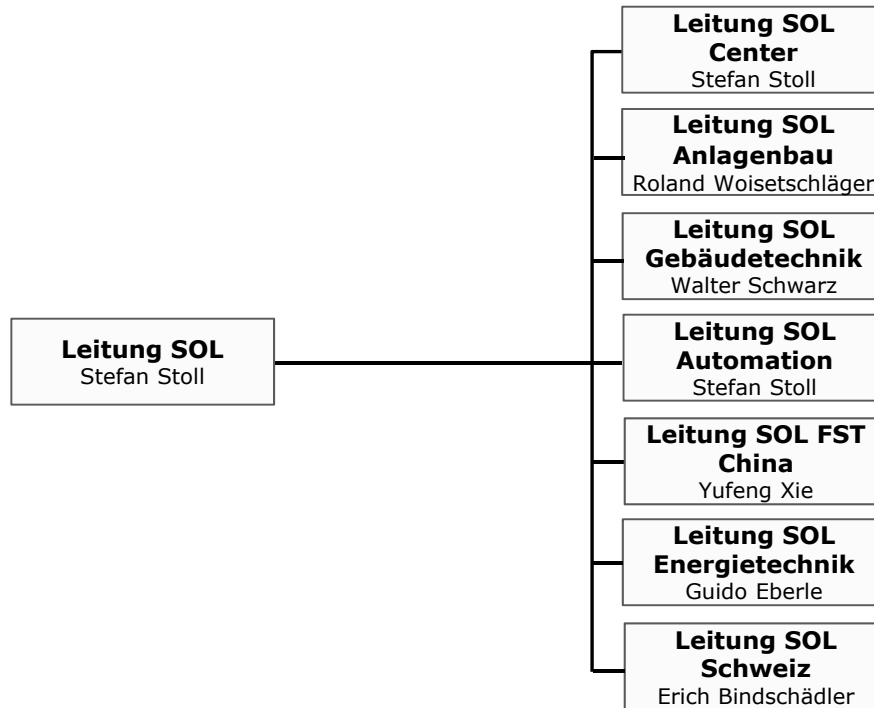 Leitung SOL
Stefan Stoll
Leitung SOL
Center
Stefan Stoll
Leitung SOL
Anlagenbau
Roland Woisetschläger
Leitung SOL
Gebäudetechnik
Walter Schwarz
Leitung SOL
Automation
Stefan Stoll
Leitung SOL FST
China
Yufeng Xie
Leitung SOL
Energietechnik
Guido Eberle
Leitung SOL
Schweiz
Erich Bindschädler